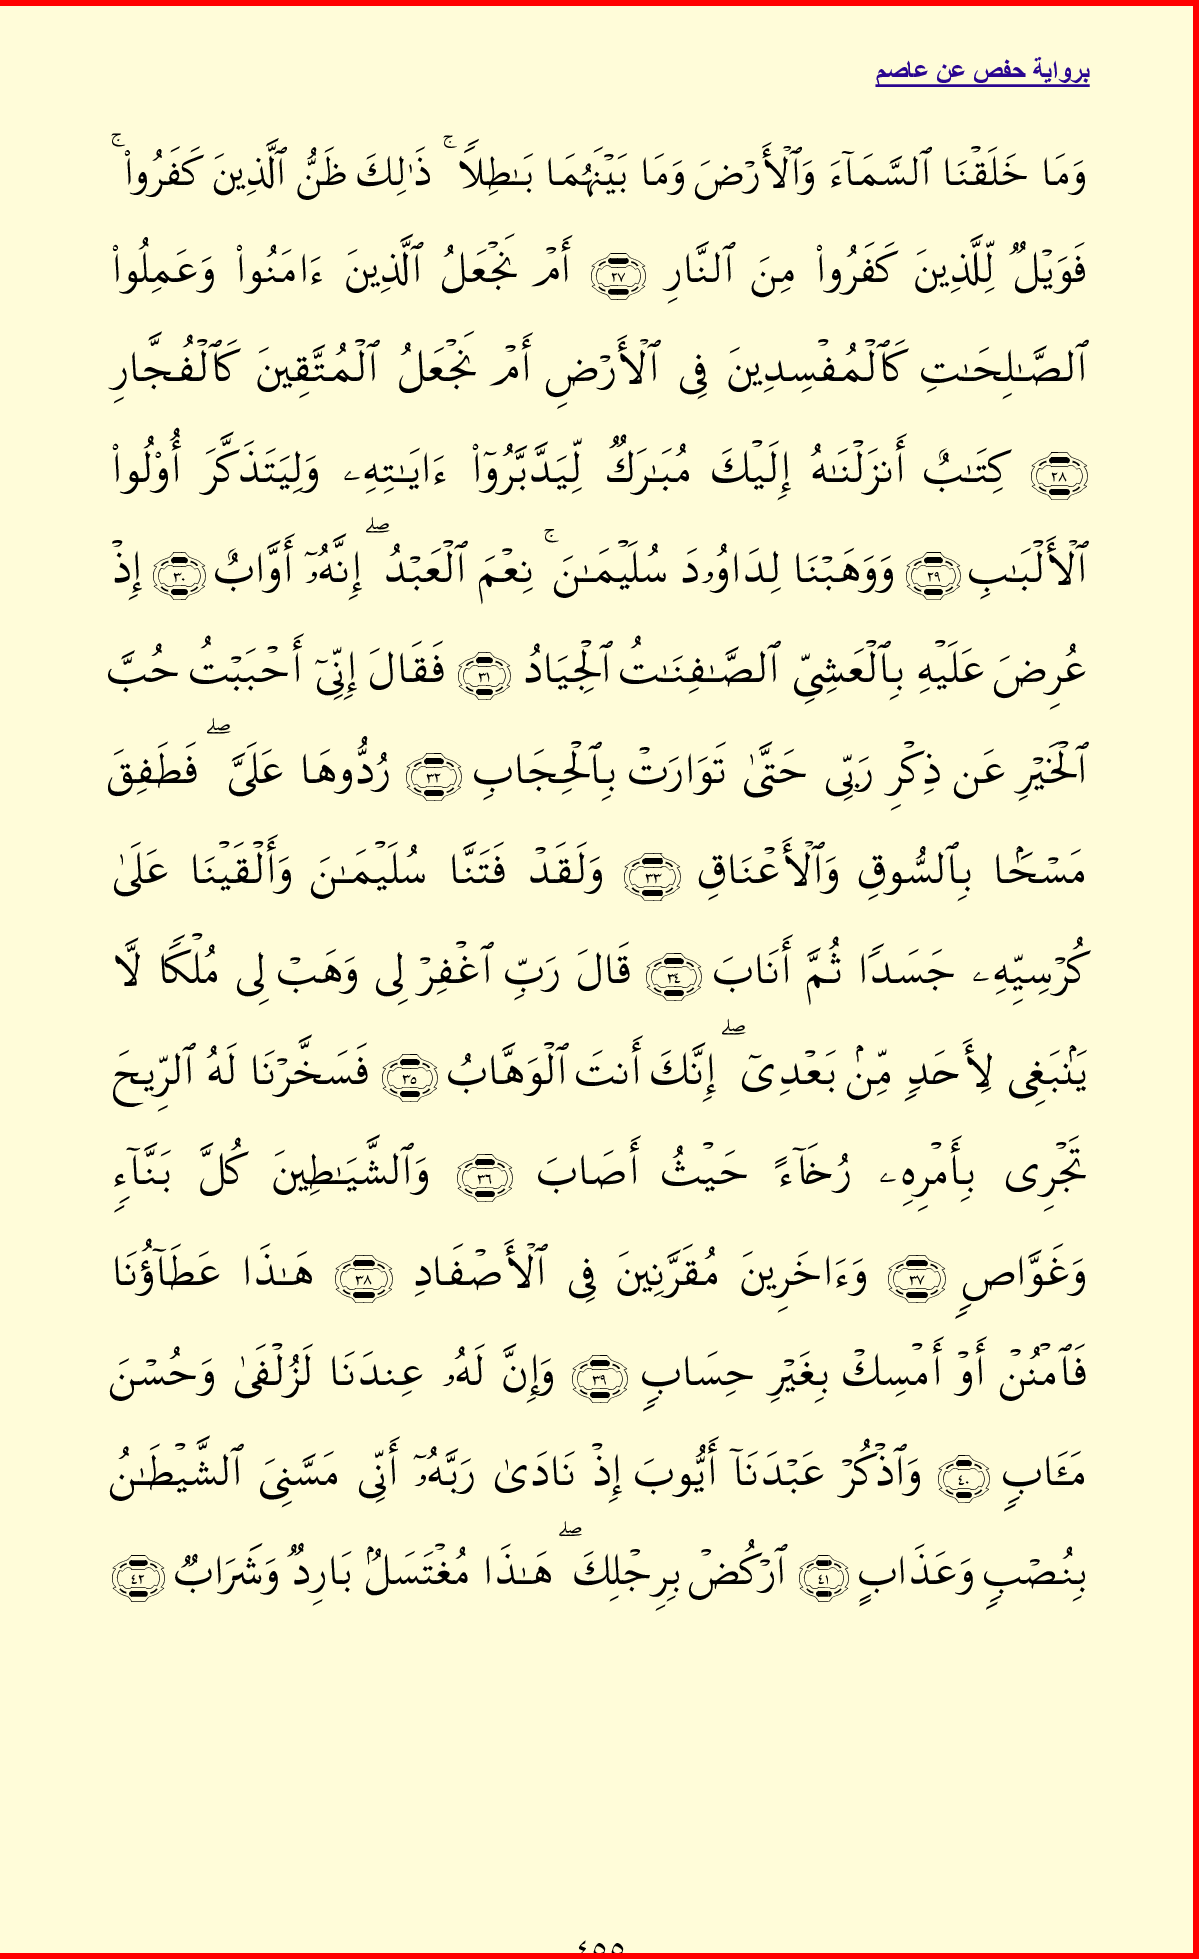 برواية حفص عن عاصم
وَمَا خَلَقْنَا ٱلسَّمَآءَ وَٱلْأَرْضَ وَمَا بَيْنَهُمَا بَـٰطِلًا ۚ ذَٰلِكَ ظَنُّ ٱلَّذِينَ كَفَرُوا۟ ۚ
فَوَيْلٌ لِّلَّذِينَ كَفَرُوا۟ مِنَ ٱلنَّارِ ﴿٢٧﴾ أَمْ نَجْعَلُ ٱلَّذِينَ ءَامَنُوا۟ وَعَمِلُوا۟
ٱلصَّـٰلِحَـٰتِ كَٱلْمُفْسِدِينَ فِى ٱلْأَرْضِ أَمْ نَجْعَلُ ٱلْمُتَّقِينَ كَٱلْفُجَّارِ
﴿٢٨﴾ كِتَـٰبٌ أَنزَلْنَـٰهُ إِلَيْكَ مُبَـٰرَكٌ لِّيَدَّبَّرُوٓا۟ ءَايَـٰتِهِۦ وَلِيَتَذَكَّرَ أُو۟لُوا۟
ٱلْأَلْبَـٰبِ ﴿٢٩﴾ وَوَهَبْنَا لِدَاوُۥدَ سُلَيْمَـٰنَ ۚ نِعْمَ ٱلْعَبْدُ ۖ إِنَّهُۥٓ أَوَّابٌ ﴿٣٠﴾ إِذْ
عُرِضَ عَلَيْهِ بِٱلْعَشِىِّ ٱلصَّـٰفِنَـٰتُ ٱلْجِيَادُ ﴿٣١﴾ فَقَالَ إِنِّىٓ أَحْبَبْتُ حُبَّ
ٱلْخَيْرِ عَن ذِكْرِ رَبِّى حَتَّىٰ تَوَارَتْ بِٱلْحِجَابِ ﴿٣٢﴾ رُدُّوهَا عَلَىَّ ۖ فَطَفِقَ
مَسْحًۢا بِٱلسُّوقِ وَٱلْأَعْنَاقِ ﴿٣٣﴾ وَلَقَدْ فَتَنَّا سُلَيْمَـٰنَ وَأَلْقَيْنَا عَلَىٰ
كُرْسِيِّهِۦ جَسَدًا ثُمَّ أَنَابَ ﴿٣٤﴾ قَالَ رَبِّ ٱغْفِرْ لِى وَهَبْ لِى مُلْكًا لَّا
يَنۢبَغِى لِأَحَدٍ مِّنۢ بَعْدِىٓ ۖ إِنَّكَ أَنتَ ٱلْوَهَّابُ ﴿٣٥﴾ فَسَخَّرْنَا لَهُ ٱلرِّيحَ
تَجْرِى بِأَمْرِهِۦ رُخَآءً حَيْثُ أَصَابَ ﴿٣٦﴾ وَٱلشَّيَـٰطِينَ كُلَّ بَنَّآءٍ
وَغَوَّاصٍ ﴿٣٧﴾ وَءَاخَرِينَ مُقَرَّنِينَ فِى ٱلْأَصْفَادِ ﴿٣٨﴾ هَـٰذَا عَطَآؤُنَا
فَٱمْنُنْ أَوْ أَمْسِكْ بِغَيْرِ حِسَابٍ ﴿٣٩﴾ وَإِنَّ لَهُۥ عِندَنَا لَزُلْفَىٰ وَحُسْنَ
مَـَٔابٍ ﴿٤٠﴾ وَٱذْكُرْ عَبْدَنَآ أَيُّوبَ إِذْ نَادَىٰ رَبَّهُۥٓ أَنِّى مَسَّنِىَ ٱلشَّيْطَـٰنُ
بِنُصْبٍ وَعَذَابٍ ﴿٤١﴾ ٱرْكُضْ بِرِجْلِكَ ۖ هَـٰذَا مُغْتَسَلٌۢ بَارِدٌ وَشَرَابٌ ﴿٤٢﴾
٤٥٥